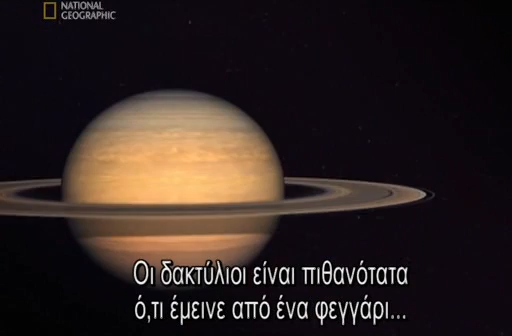 NATIONAL
GEOGRAPHIC
Οι δακτύλιοι είναι πιθανότατα
ό,τι έμεινε από ένα φεγγάρι...